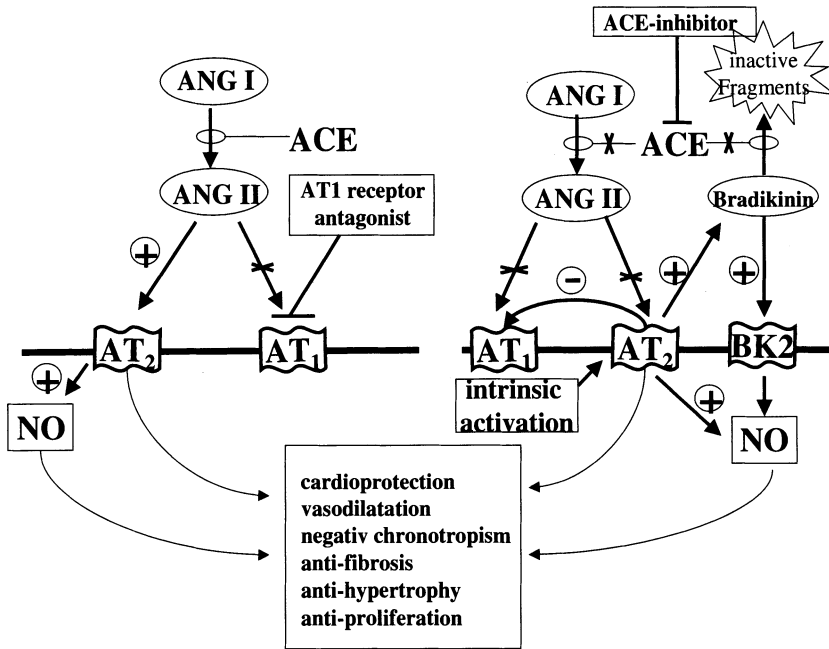 ANG I
ACE
ANG II
AT1 receptor
antagonist
+
AT2
AT1
+
NO
ACE-inhibitor
inactive
Fragments
ANG I
ACE
ANG II
Bradikinin
−
+
+
AT1
AT2
BK2
intrinsic
activation
+
NO
cardioprotection
vasodilatation
negativ chronotropism
anti-fibrosis
anti-hypertrophy
anti-proliferation